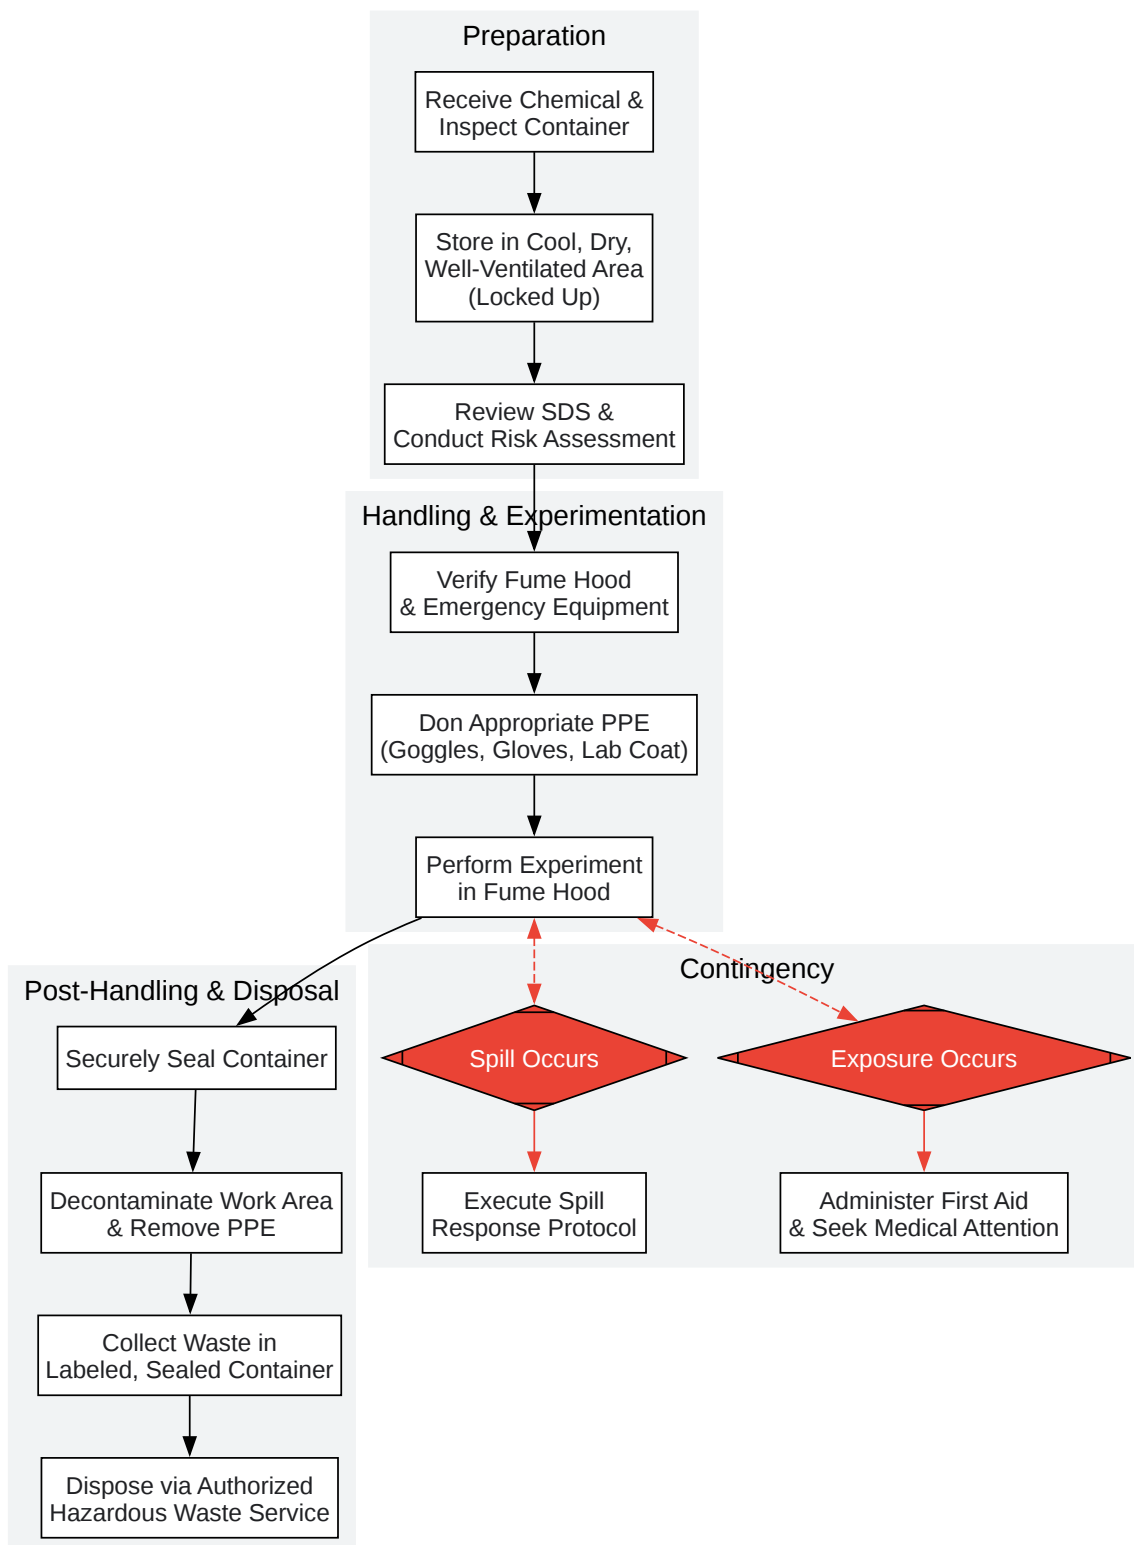 Preparation
Receive Chemical &
Inspect Container
Store in Cool, Dry,
Well-Ventilated Area
(Locked Up)
Review SDS &
Conduct Risk Assessment
Handling & Experimentation
Verify Fume Hood
& Emergency Equipment
Don Appropriate PPE
(Goggles, Gloves, Lab Coat)
Perform Experiment
in Fume Hood
Post-Handling & Disposal
Securely Seal Container
Decontaminate Work Area
& Remove PPE
Collect Waste in
Labeled, Sealed Container
Dispose via Authorized
Hazardous Waste Service
Contingency
Spill Occurs
Exposure Occurs
Execute Spill
Response Protocol
Administer First Aid
& Seek Medical Attention